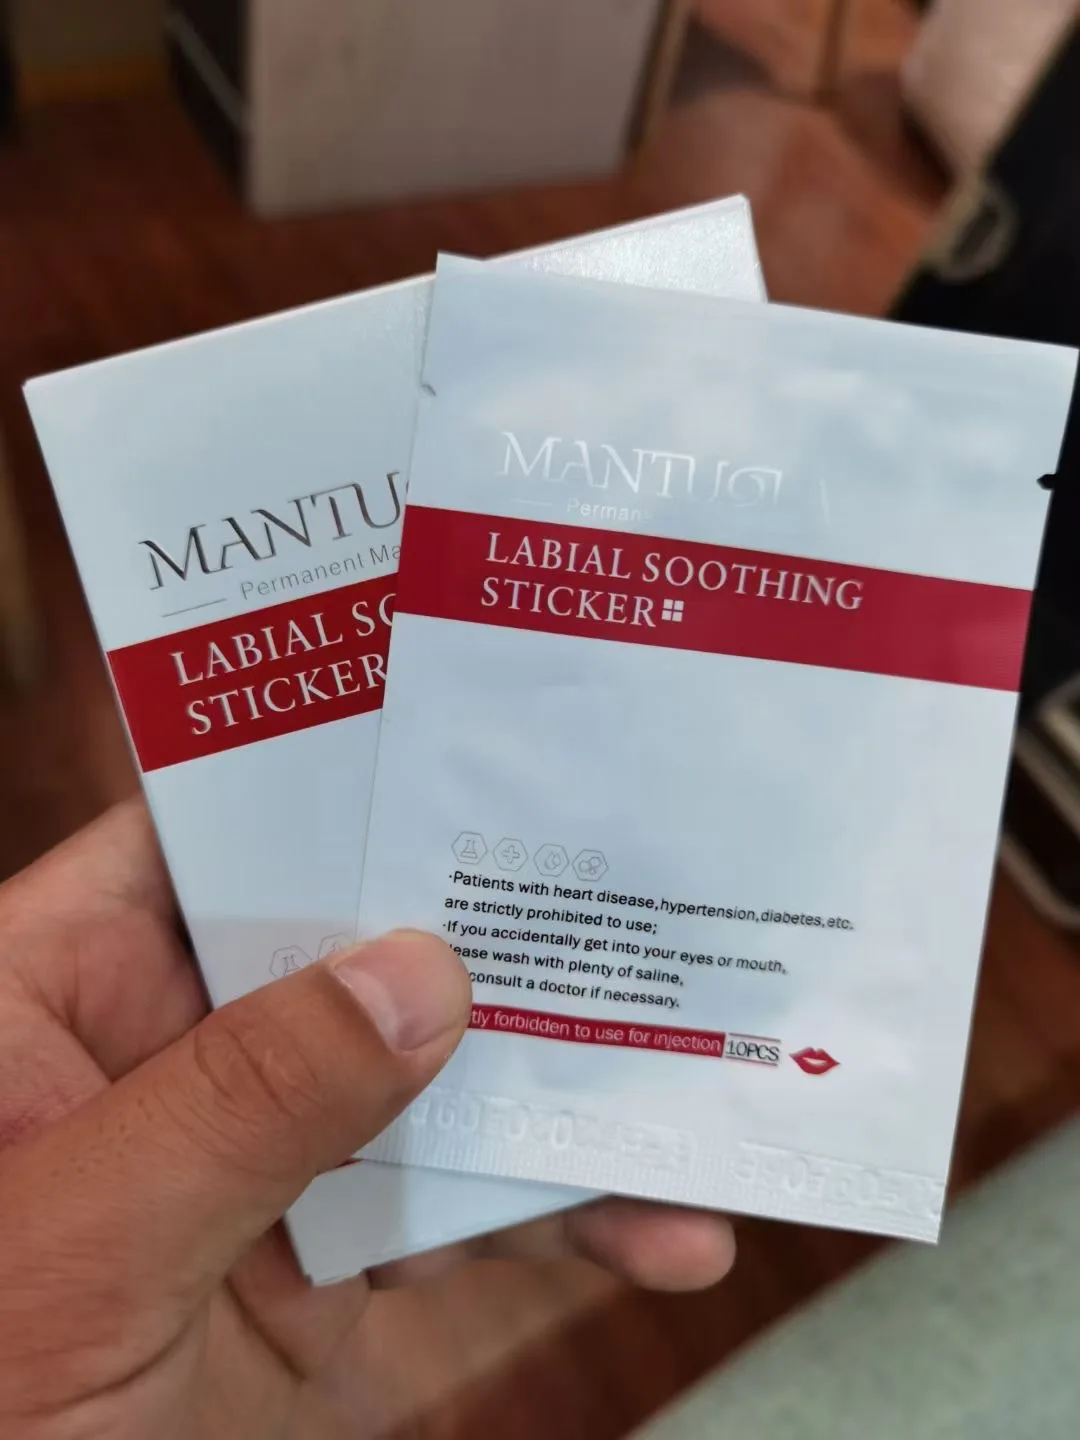 MANTU
Permanent Ma
LABIAL SO
STICKER
MANTU
Perman
LABIAL SOOTHING
STICKER
·Patients with heart disease,hypertension,diabetes,etc.
are strictly prohibited to use;
·If you accidentally get into your eyes or mouth,
lease wash with plenty of saline,
consult a doctor if necessary.
tly forbidden to use for injection 10PCS